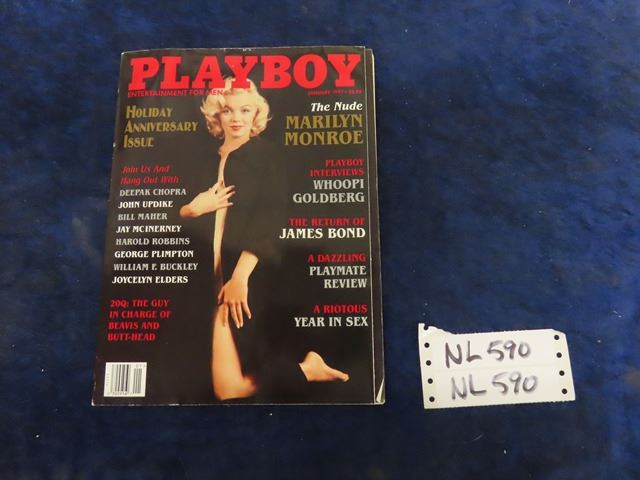 PLAYBOY
ENTERTAINMENT FOR MEN
JANUARY 1997
HOLIDAY
ANNIVERSARY
ISSUE
The Nude
MARILYN
MONROE
Join Us And
Hang Out With
DEEPAK CHOPRA
JOHN UPDIKE
BILL MAHER
JAY MCINERNEY
HAROLD ROBBINS
GEORGE PLIMPTON
WILLIAM F. BUCKLEY
JOYCELYN ELDERS
20Q: THE GUY
IN CHARGE OF
BEAVIS AND
BUTT-HEAD
PLAYBOY
INTERVIEWS
WHOOPI
GOLDBERG
THE RETURN OF
JAMES BOND
A DAZZLING
PLAYMATE
REVIEW
A RIOTOUS
YEAR IN SEX
NL 590
NL 590